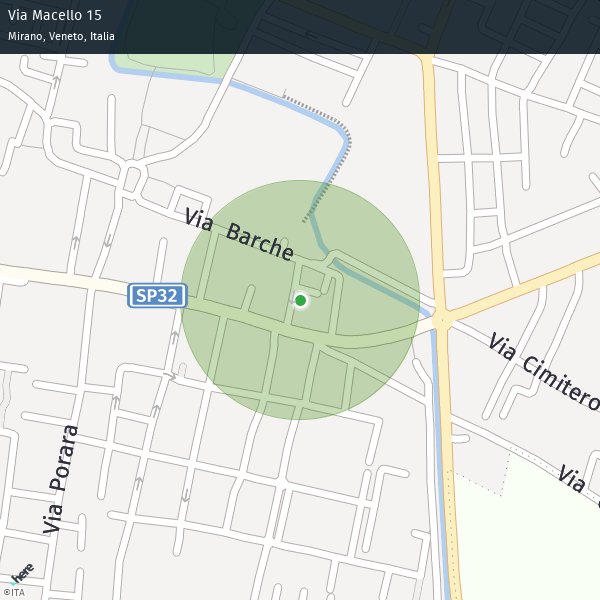 Via Macello 15
Mirano, Veneto, Italia
Via Barche
SP32
Via Cimitero
Via Porara
Via
here
©ITA